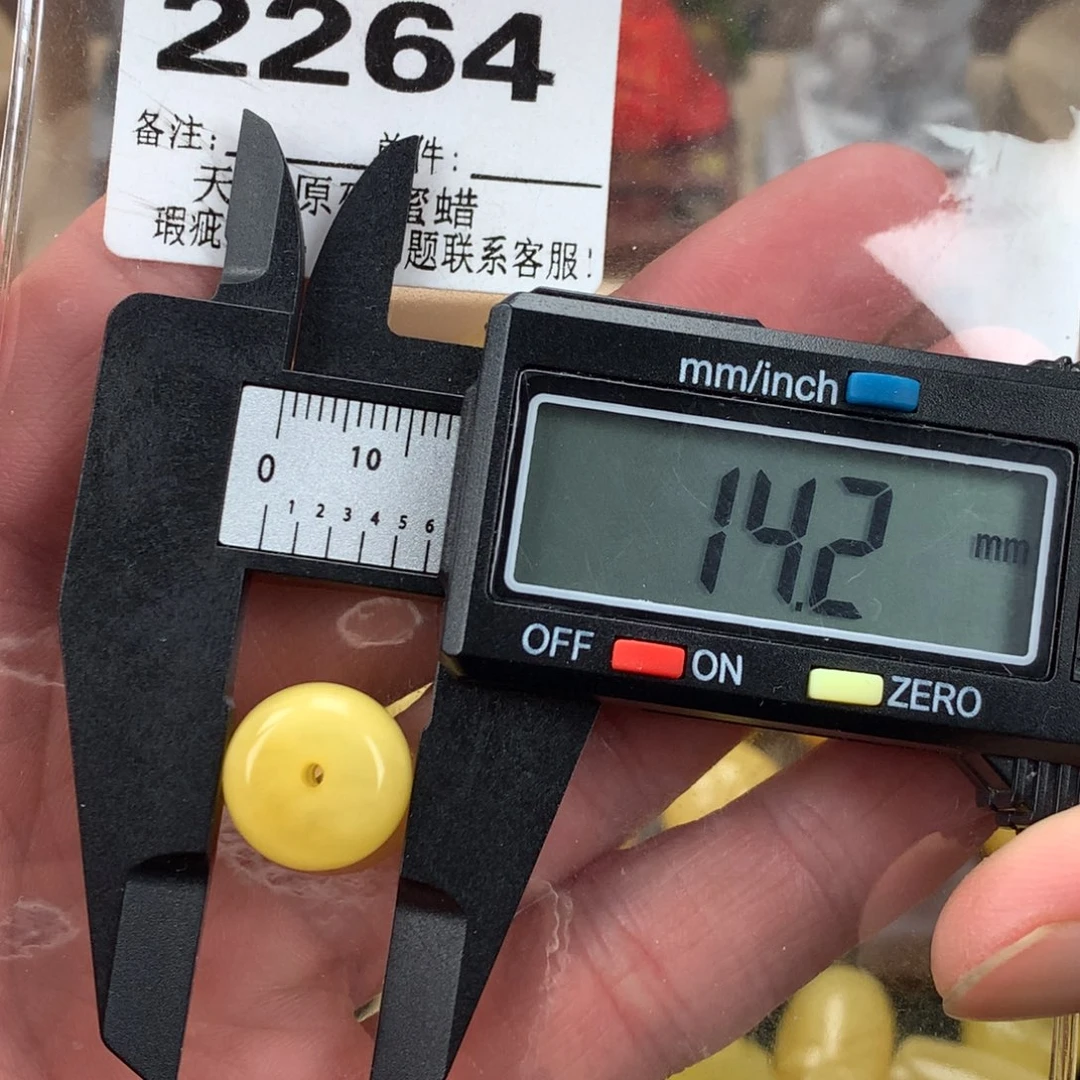 2264
备注: 件:
天 原 蜜蜡
瑕疵 题联系客服!
mm/inch
0 10
1 2 3 4 5 6
14.2 mm
OFF ON ZERO